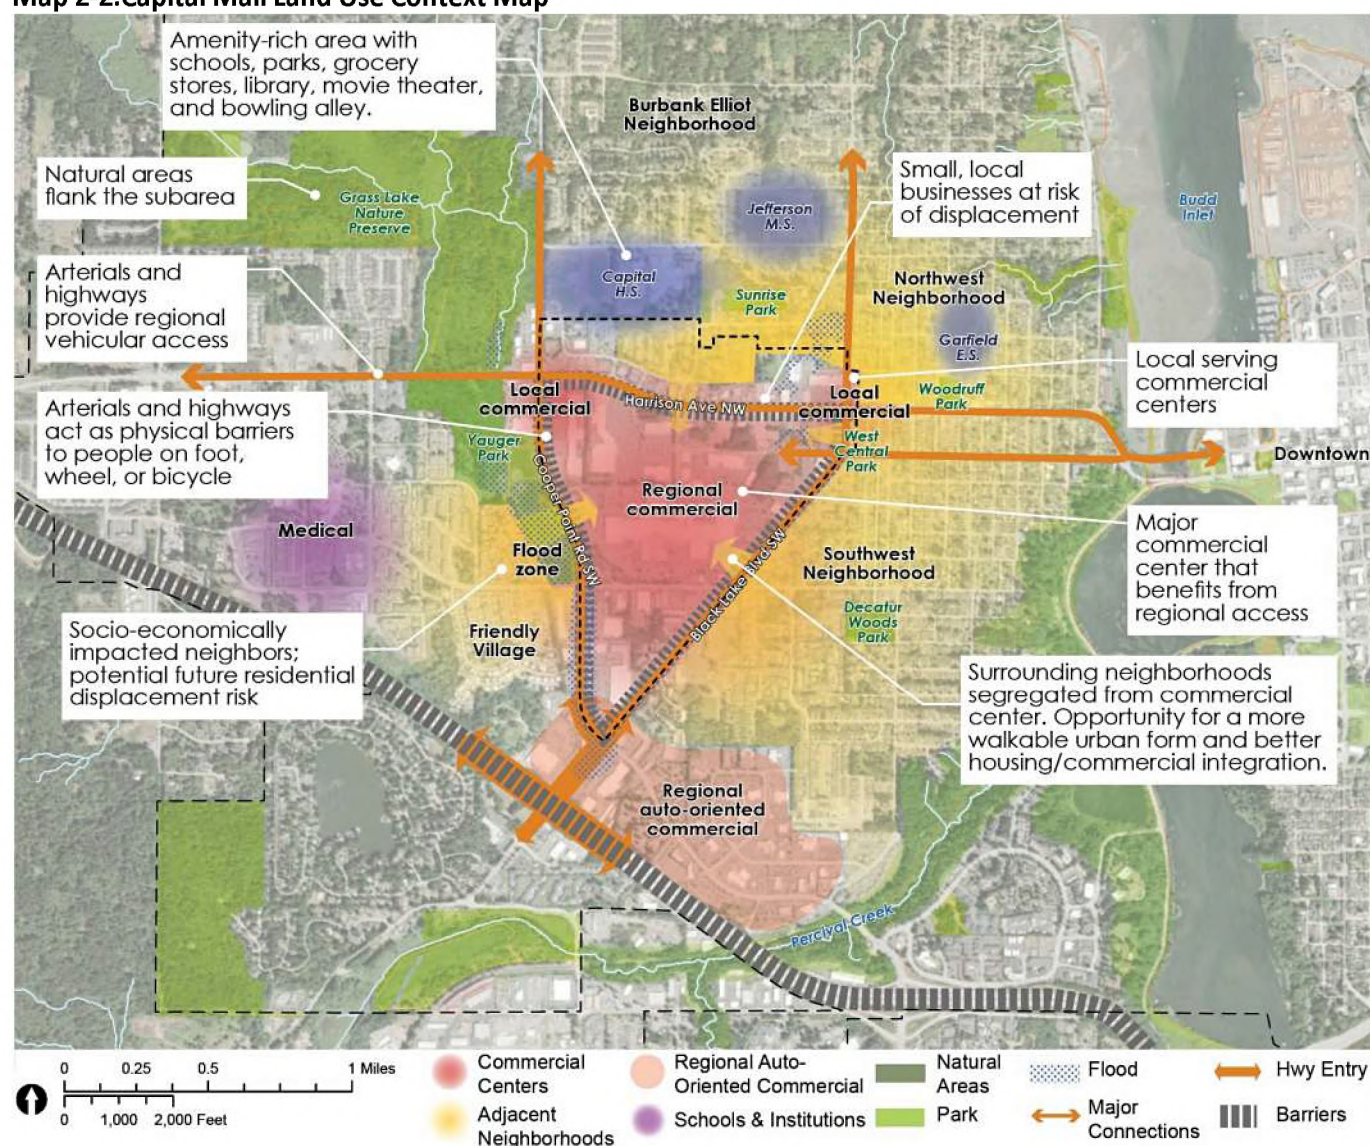 Map 2-2.Capital Mall Land Use Context Map
Amenity-rich area with
schools, parks, grocery
stores, library, movie theater,
and bowling alley.
Burbank Elliot
Neighborhood
Natural areas
flank the subarea
Grass Lake
Nature
Preserve
Jefferson
M.S.
Small, local
businesses at risk
of displacement
Budd
Inlet
Arterials and
highways
provide regional
vehicular access
Capital
H.S.
Sunrise
Park
Northwest
Neighborhood
Garfield
E.S.
Local serving
commercial
centers
Arterials and highways
act as physical barriers
to people on foot,
wheel, or bicycle
Local
commercial
Harrison Ave NW
Local
commercial
Woodruff
Park
Yauger
Park
West
Central
Park
Downtown
Cooper Point Rd SW
Regional
commercial
Medical
Flood
zone
Black Lake Blvd SW
Southwest
Neighborhood
Major
commercial
center that
benefits from
regional access
Decatur
Woods
Park
Socio-economically
impacted neighbors;
potential future residential
displacement risk
Friendly
Village
Surrounding neighborhoods
segregated from commercial
center. Opportunity for a more
walkable urban form and better
housing/commercial integration.
Regional
auto-oriented
commercial
Percival Creek
0 0.25 0.5 1 Miles
0 1,000 2,000 Feet
Commercial
Centers
Adjacent
Neighborhoods
Regional Auto-
Oriented Commercial
Schools & Institutions
Natural
Areas
Park
Flood
Major
Connections
Hwy Entry
Barriers